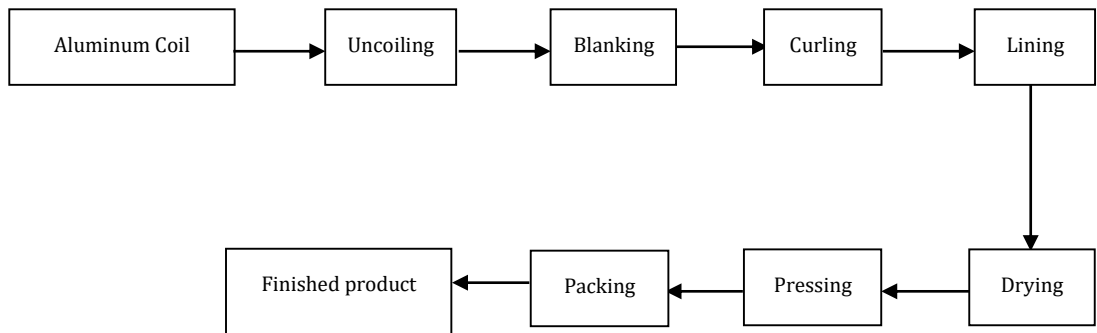 Aluminum Coil
Uncoiling
Blanking
Curling
Lining
Drying
Pressing
Packing
Finished product